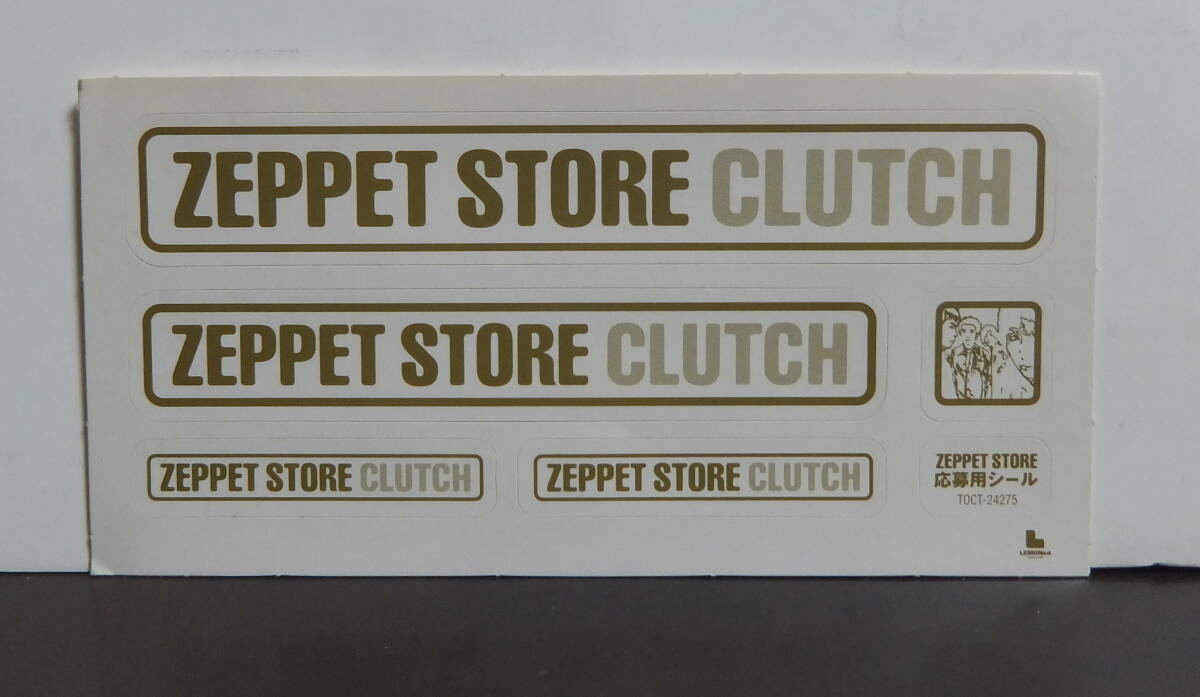 ZEPPET STORE CLUTCH
ZEPPET STORE CLUTCH
ZEPPET STORE CLUTCH
ZEPPET STORE CLUTCH
ZEPPET STORE
応募用シール
TOCT-24275
LEMONed